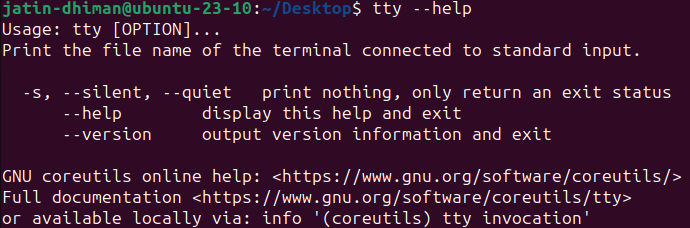 jatin-dhiman@ubuntu-23-10:~/Desktop$ tty --help
Usage: tty [OPTION]...
Print the file name of the terminal connected to standard input.
-s, --silent, --quiet   print nothing, only return an exit status
--help        display this help and exit
--version     output version information and exit
GNU coreutils online help: <https://www.gnu.org/software/coreutils/>
Full documentation <https://www.gnu.org/software/coreutils/tty>
or available locally via: info '(coreutils) tty invocation'